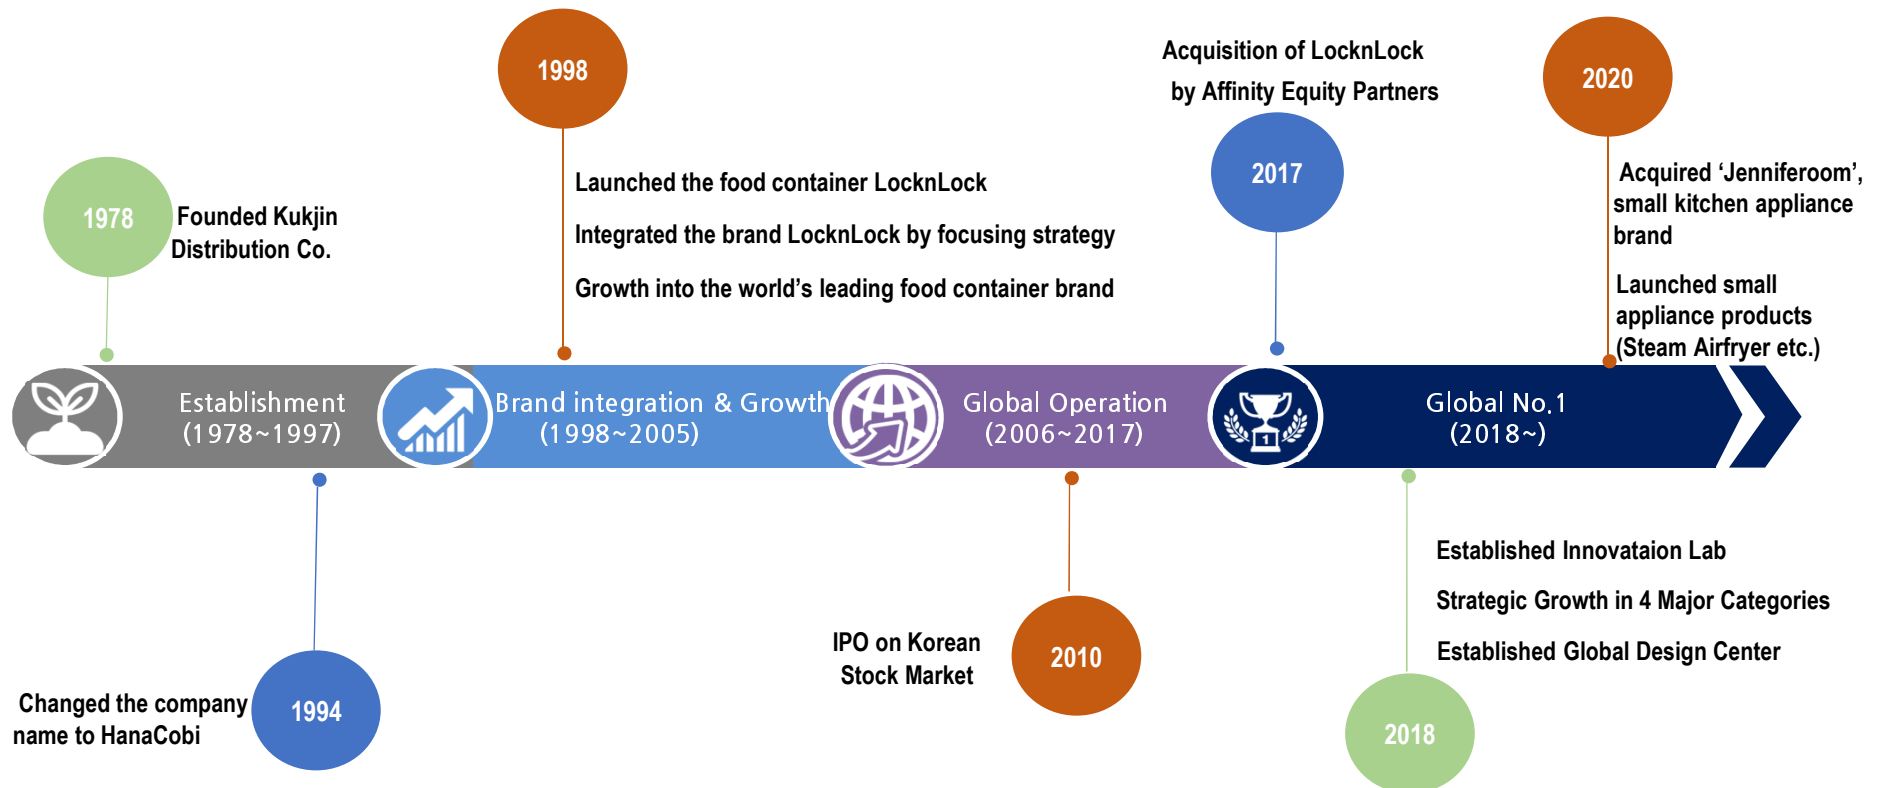 1978
Founded Kukjin
Distribution Co.
1998
Launched the food container LocknLock
Integrated the brand LocknLock by focusing strategy
Growth into the world’s leading food container brand
Acquisition of LocknLock
by Affinity Equity Partners
2017
2020
Acquired ‘Jenniferoom’,
small kitchen appliance
brand
Launched small
appliance products
(Steam Airfryer etc.)
Establishment
(1978~1997)
Brand integration & Growth
(1998~2005)
Global Operation
(2006~2017)
1
Global No.1
(2018~)
Changed the company
name to HanaCobi
1994
IPO on Korean
Stock Market
2010
Established Innovataion Lab
Strategic Growth in 4 Major Categories
Established Global Design Center
2018